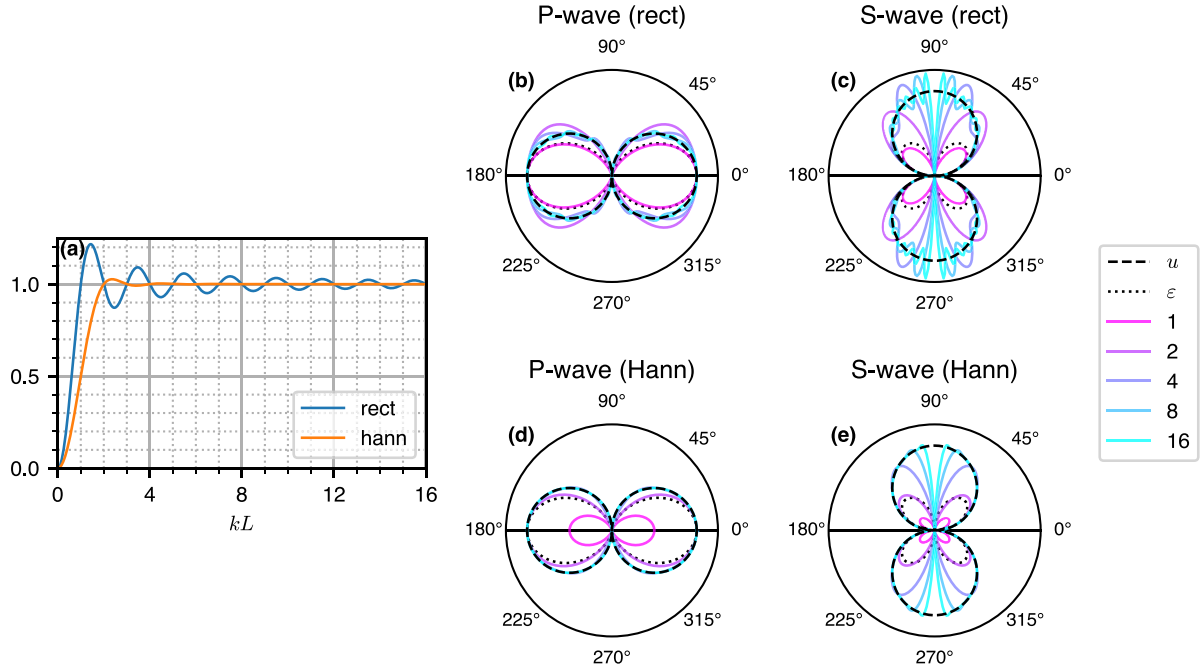 (a)
1.0
0.5
0.0
0
4
8
12
16
kL
rect
hann
P-wave (rect)
(b)
90°
45°
0°
315°
270°
225°
180°
S-wave (rect)
(c)
90°
45°
0°
315°
270°
225°
180°
P-wave (Hann)
(d)
90°
45°
0°
315°
270°
225°
180°
S-wave (Hann)
(e)
90°
45°
0°
315°
270°
225°
180°
u
ε
1
2
4
8
16